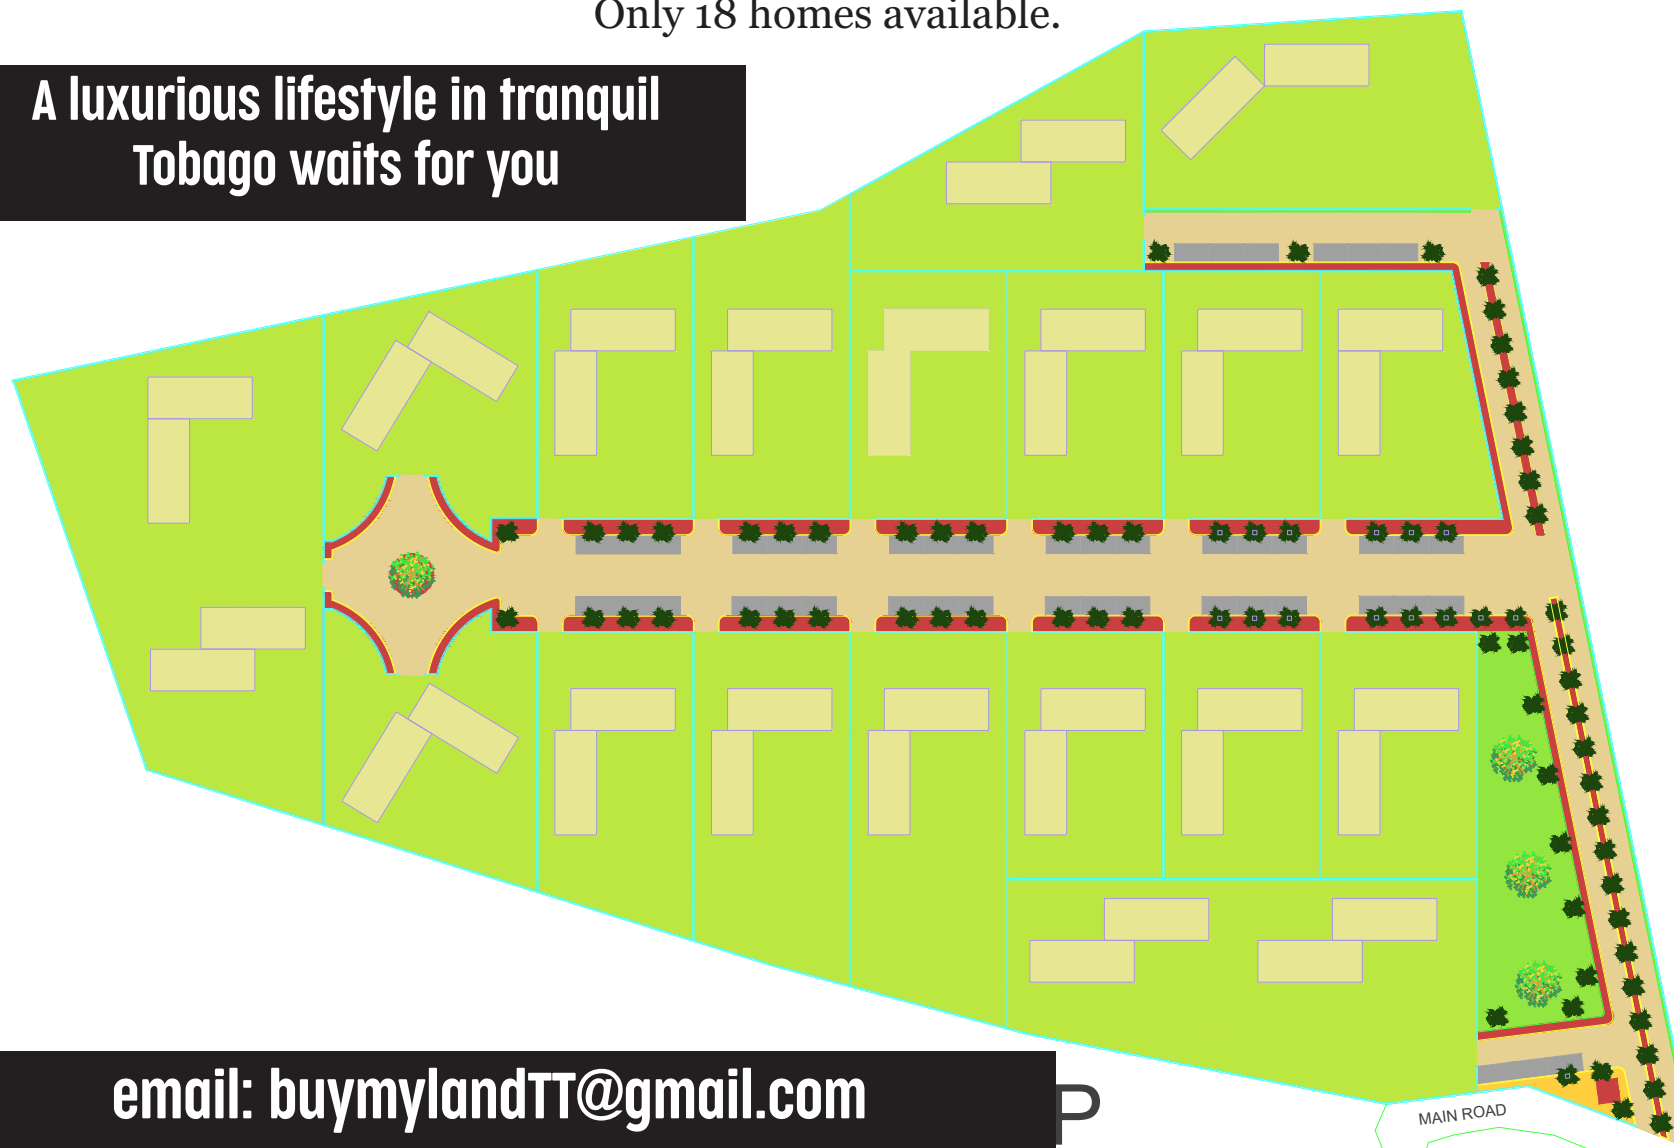 Only 18 homes available.
A luxurious lifestyle in tranquil
Tobago waits for you
email: buymylandTT@gmail.com
P
MAIN ROAD